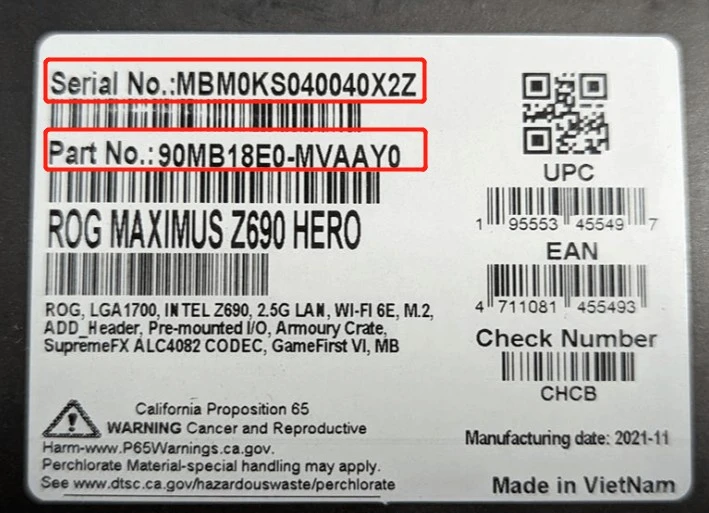 Serial No.:MBM0KS040040X2Z
Part No.:90MB18E0-MVAAY0
ROG MAXIMUS Z690 HERO
ROG, LGA1700, INTEL Z690, 2.5G LAN, WI-FI 6E, M.2,
ADD_Header, Pre-mounted I/O, Armoury Crate,
SupremeFX ALC4082 CODEC, GameFirst VI, MB
California Proposition 65
WARNING Cancer and Reproductive
Harm-www.P65Warnings.ca.gov.
Perchlorate Material-special handling may apply.
See www.dtsc.ca.gov/hazardouswaste/perchlorate
UPC
1 95553 45549 7
EAN
4 711081 455493
Check Number
CHCB
Manufacturing date: 2021-11
Made in VietNam